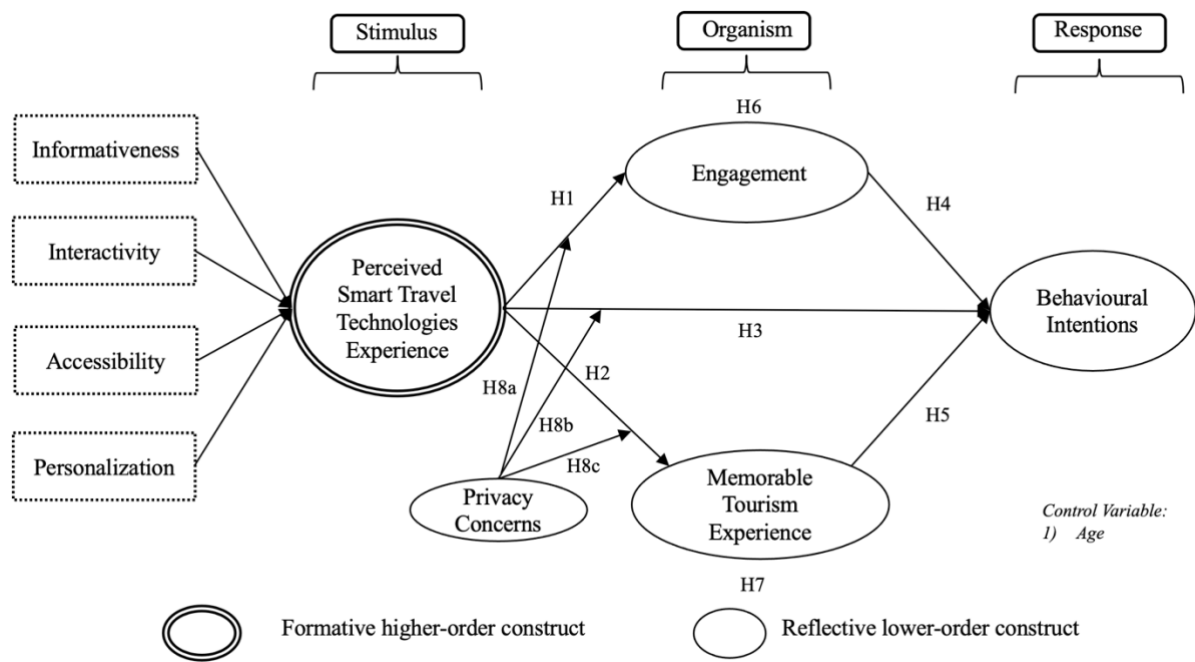 Stimulus
Organism
Response
H6
Informativeness
Engagement
H1
H4
Interactivity
Perceived
Smart Travel
Technologies
Experience
Behavioural
Intentions
H3
Accessibility
H2
H8a
H5
H8b
H8c
Personalization
Privacy
Concerns
Memorable
Tourism
Experience
Control Variable:
1) Age
H7
Formative higher-order construct
Reflective lower-order construct